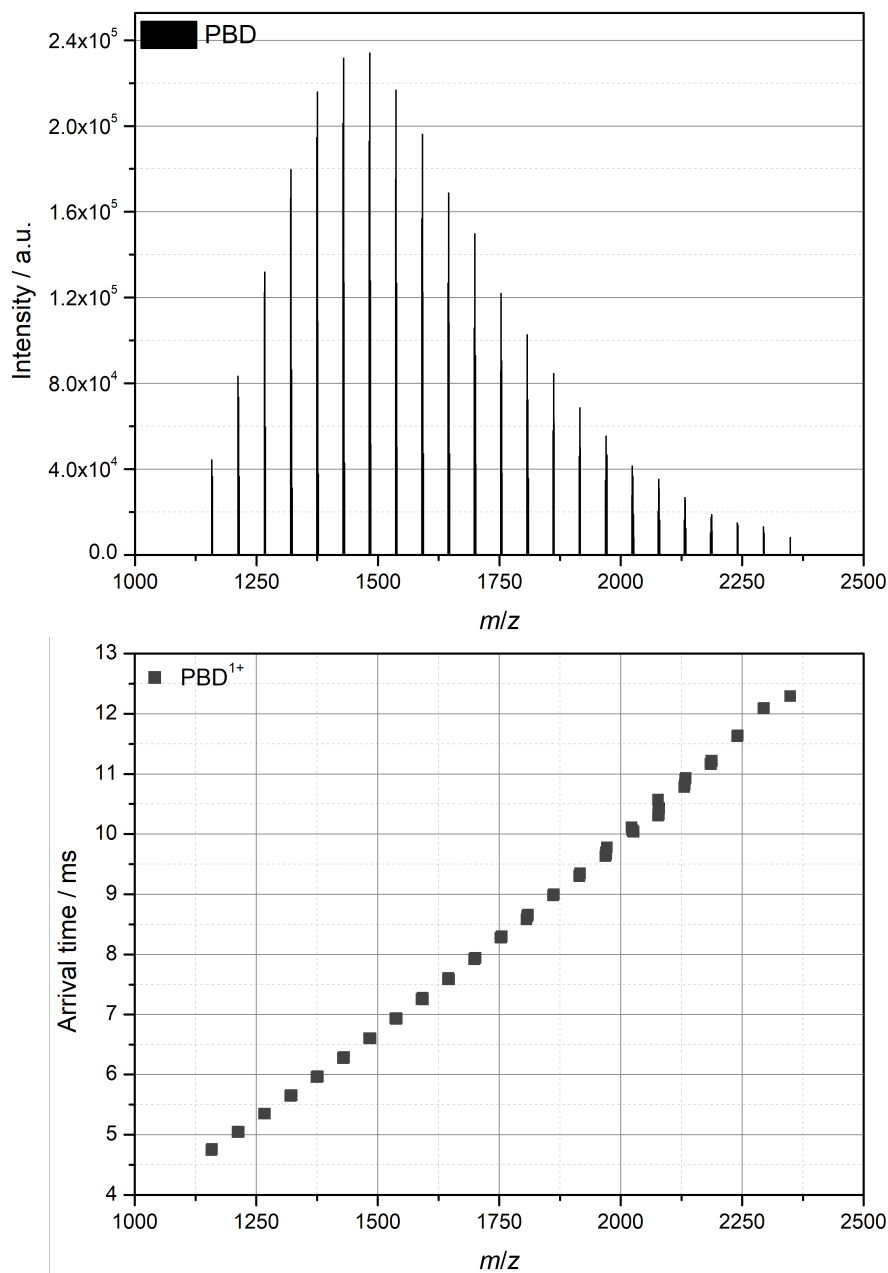 PBD
2.4x10⁵
2.0x10⁵
1.6x10⁵
1.2x10⁵
8.0x10⁴
4.0x10⁴
0.0
Intensity / a.u.
1000 1250 1500 1750 2000 2250 2500
m/z
PBD¹⁺
13
12
11
10
9
8
7
6
5
4
Arrival time / ms
1000 1250 1500 1750 2000 2250 2500
m/z